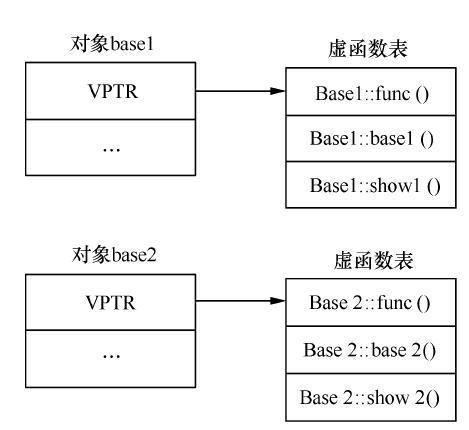 对象base1
虚函数表
VPTR
…
Base1::func ()
Base1::base1 ()
Base1::show1 ()
对象base2
虚函数表
VPTR
…
Base 2::func ()
Base 2::base 2()
Base 2::show 2()